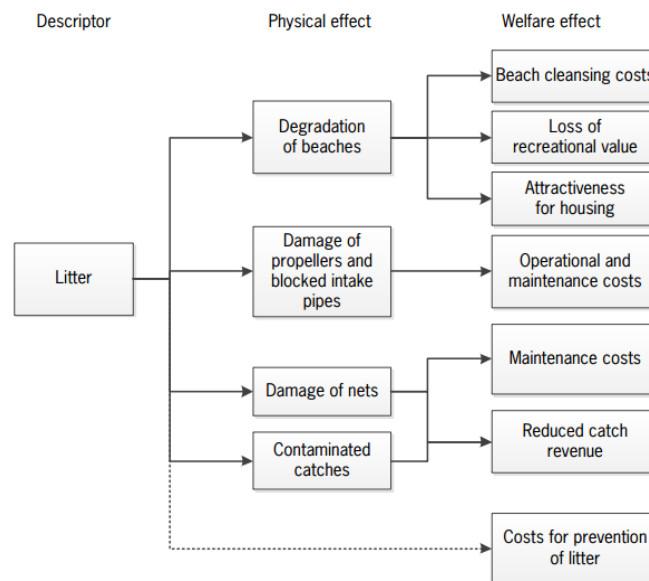 Descriptor
Physical effect
Welfare effect
Beach cleansing costs
Degradation
of beaches
Loss of
recreational value
Attractiveness
for housing
Litter
Damage of
propellers and
blocked intake
pipes
Operational and
maintenance costs
Damage of nets
Maintenance costs
Contaminated
catches
Reduced catch
revenue
Costs for prevention
of litter